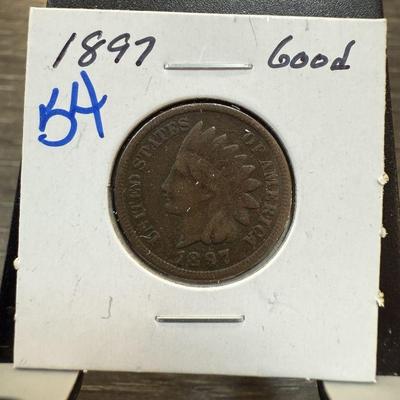 1897 Good
54
UNITED STATES OF AMERICA
1897